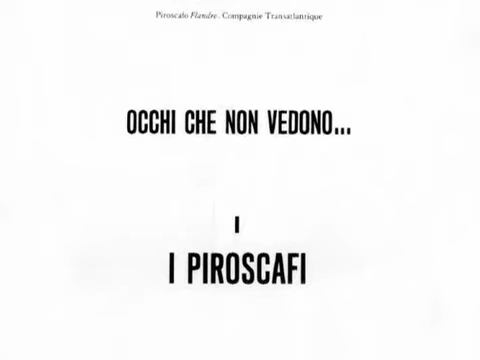 Piroscafo Flandre. Compagnie Transatlantique
OCCHI CHE NON VEDONO...
I
I PIROSCAFI